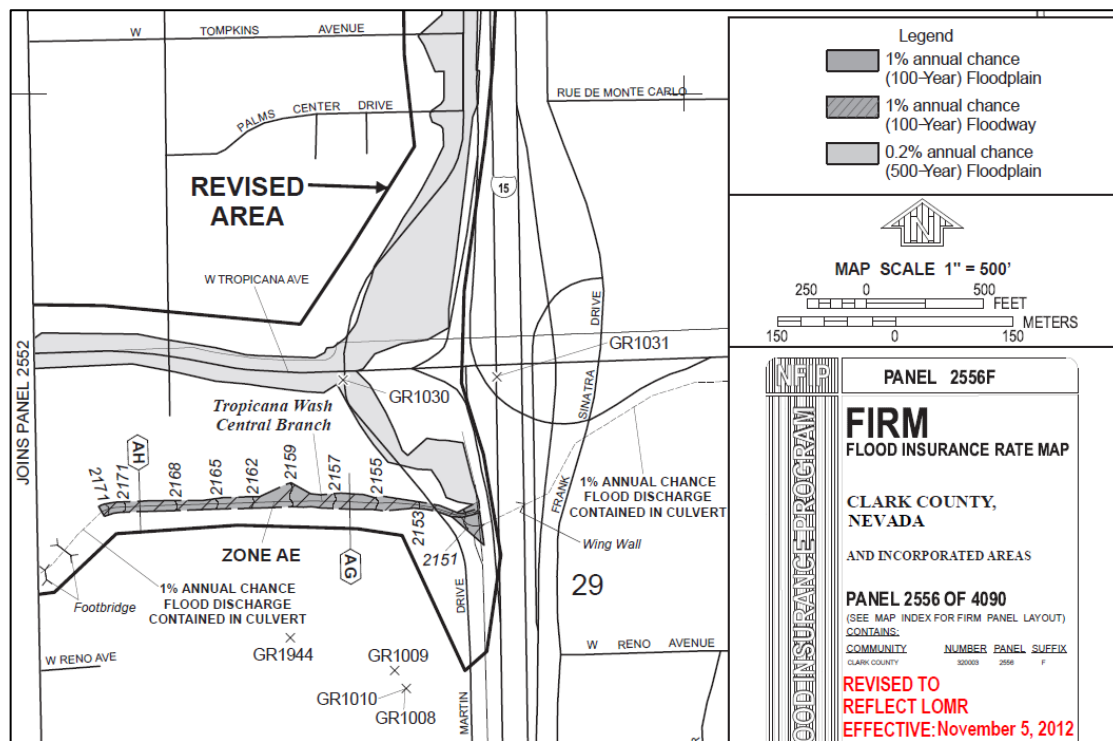 W TOMPKINS AVENUE
PALMS CENTER DRIVE
RUE DE MONTE CARLO
REVISED
AREA
15
W TROPICANA AVE
DRIVE
SINATRA
FRANK
GR1031
GR1030
JOINS PANEL 2552
Tropicana Wash
Central Branch
AH
2171
2171
2168
2165
2162
2159
2157
2155
2153
2151
1% ANNUAL CHANCE
FLOOD DISCHARGE
CONTAINED IN CULVERT
Wing Wall
ZONE AE
AG
29
Footbridge
1% ANNUAL CHANCE
FLOOD DISCHARGE
CONTAINED IN CULVERT
DRIVE
MARTIN
W RENO AVE
W RENO AVENUE
GR1944
GR1009
GR1010
GR1008
Legend
1% annual chance
(100-Year) Floodplain
1% annual chance
(100-Year) Floodway
0.2% annual chance
(500-Year) Floodplain
N
MAP SCALE 1" = 500'
250 0 500
FEET
METERS
150 0 150
NFIP
PANEL 2556F
OOD INSURANCE PROGRAM
FIRM
FLOOD INSURANCE RATE MAP
CLARK COUNTY,
NEVADA
AND INCORPORATED AREAS
PANEL 2556 OF 4090
(SEE MAP INDEX FOR FIRM PANEL LAYOUT)
CONTAINS:
COMMUNITY NUMBER PANEL SUFFIX
CLARK COUNTY 320003 2556 F
REVISED TO
REFLECT LOMR
EFFECTIVE: November 5, 2012